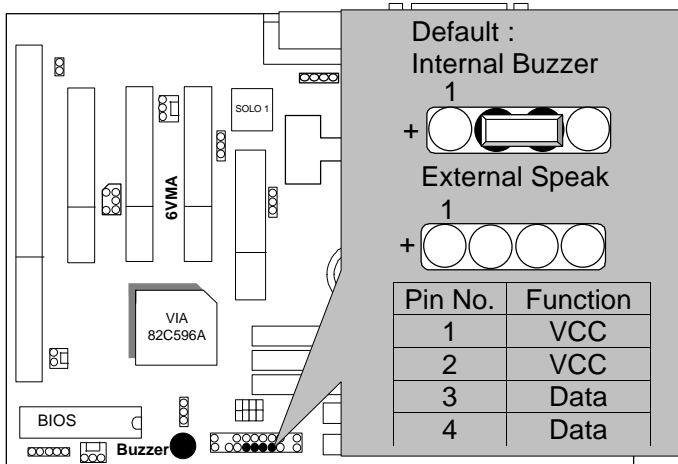 Default :
Internal Buzzer
1
+
External Speak
1
+
Pin No. Function
1 VCC
2 VCC
3 Data
4 Data
SOLO 1
6VMA
VIA
82C596A
BIOS
Buzzer